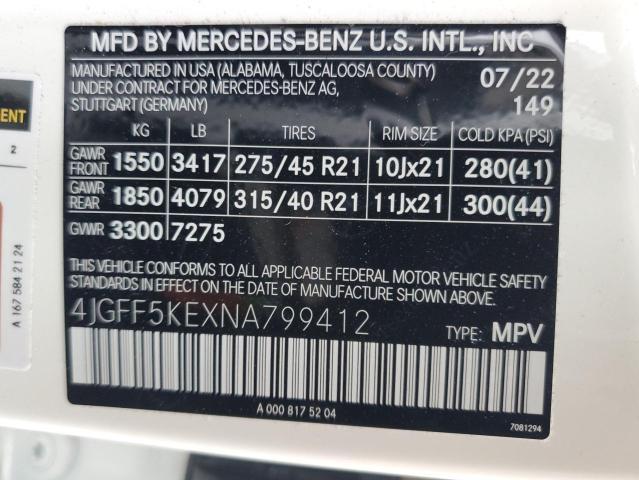 MFD BY MERCEDES-BENZ U.S. INTL., INC
MANUFACTURED IN USA (ALABAMA, TUSCALOOSA COUNTY) 07/22
UNDER CONTRACT FOR MERCEDES-BENZ AG,
STUTTGART (GERMANY) 149
KG LB TIRES RIM SIZE COLD KPA (PSI)
GAWR FRONT 1550 3417 275/45 R21 10Jx21 280(41)
GAWR REAR 1850 4079 315/40 R21 11Jx21 300(44)
GVWR 3300 7275
THIS VEHICLE CONFORMS TO ALL APPLICABLE FEDERAL MOTOR VEHICLE SAFETY
STANDARDS IN EFFECT ON THE DATE OF MANUFACTURE SHOWN ABOVE.
4JGFF5KEXNA799412
TYPE: MPV
A 000 817 52 04
7081294
ENT
2
A 167 584 21 24